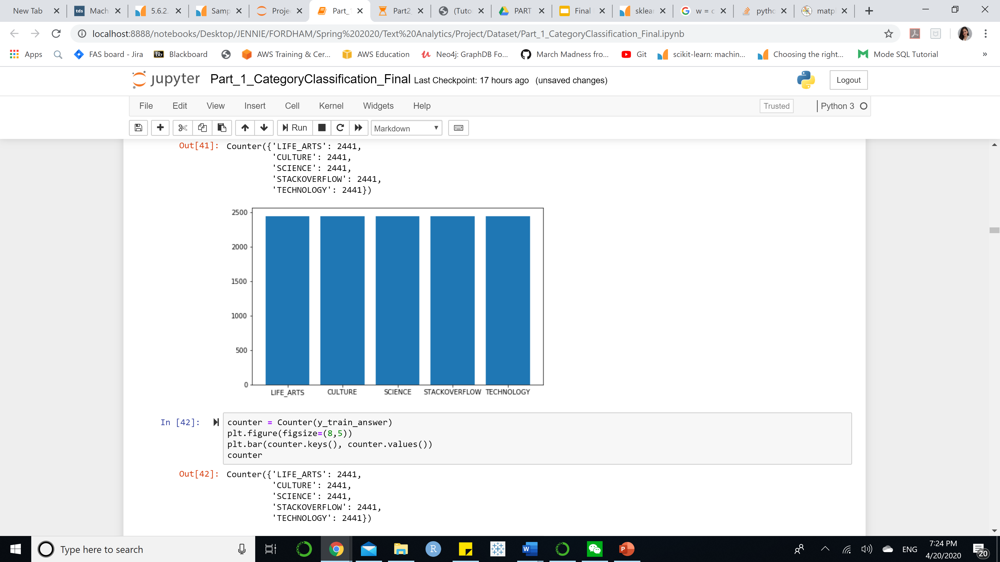 New Tab
tds Mach
5.6.2.
Samp
Proje
Part_1
Part2_
(Tuto
PART
Final
sklear
G w = c
pytho
matpl
localhost:8888/notebooks/Desktop/JENNIE/FORDHAM/Spring%202020/Text%20Analytics/Project/Dataset/Part_1_CategoryClassification_Final.ipynb
Apps
FAS board - Jira
Bb Blackboard
AWS Training & Cer...
AWS Education
Neo4j: GraphDB Fo...
March Madness fro...
Git
scikit-learn: machin...
Choosing the right...
Mode SQL Tutorial
»
jupyter Part_1_CategoryClassification_Final Last Checkpoint: 17 hours ago (unsaved changes)
Logout
File Edit View Insert Cell Kernel Widgets Help
Trusted
Python 3
Run
Markdown
Out[41]: Counter({'LIFE_ARTS': 2441,
'CULTURE': 2441,
'SCIENCE': 2441,
'STACKOVERFLOW': 2441,
'TECHNOLOGY': 2441})
2500
2000
1500
1000
500
0
LIFE_ARTS CULTURE SCIENCE STACKOVERFLOW TECHNOLOGY
In [42]: counter = Counter(y_train_answer)
plt.figure(figsize=(8,5))
plt.bar(counter.keys(), counter.values())
counter
Out[42]: Counter({'LIFE_ARTS': 2441,
'CULTURE': 2441,
'SCIENCE': 2441,
'STACKOVERFLOW': 2441,
'TECHNOLOGY': 2441})
Type here to search
R
W
P
ENG
7:24 PM
4/20/2020
20